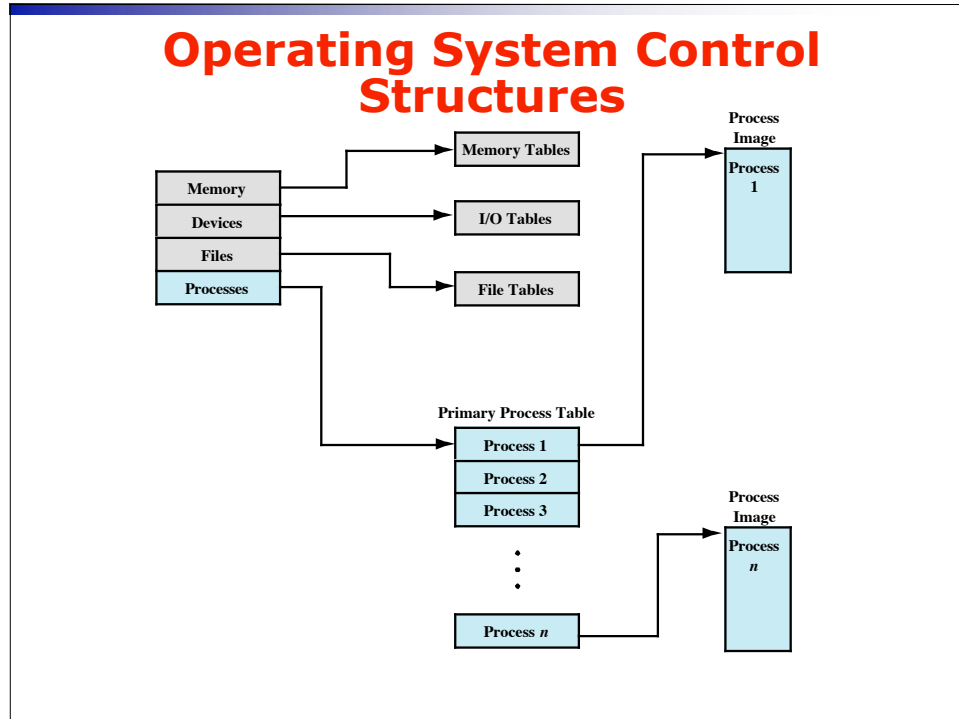 Operating System Control
Structures
Memory
Devices
Files
Processes
Memory Tables
I/O Tables
File Tables
Primary Process Table
Process 1
Process 2
Process 3
Process n
Process
Image
Process
1
Process
Image
Process
n